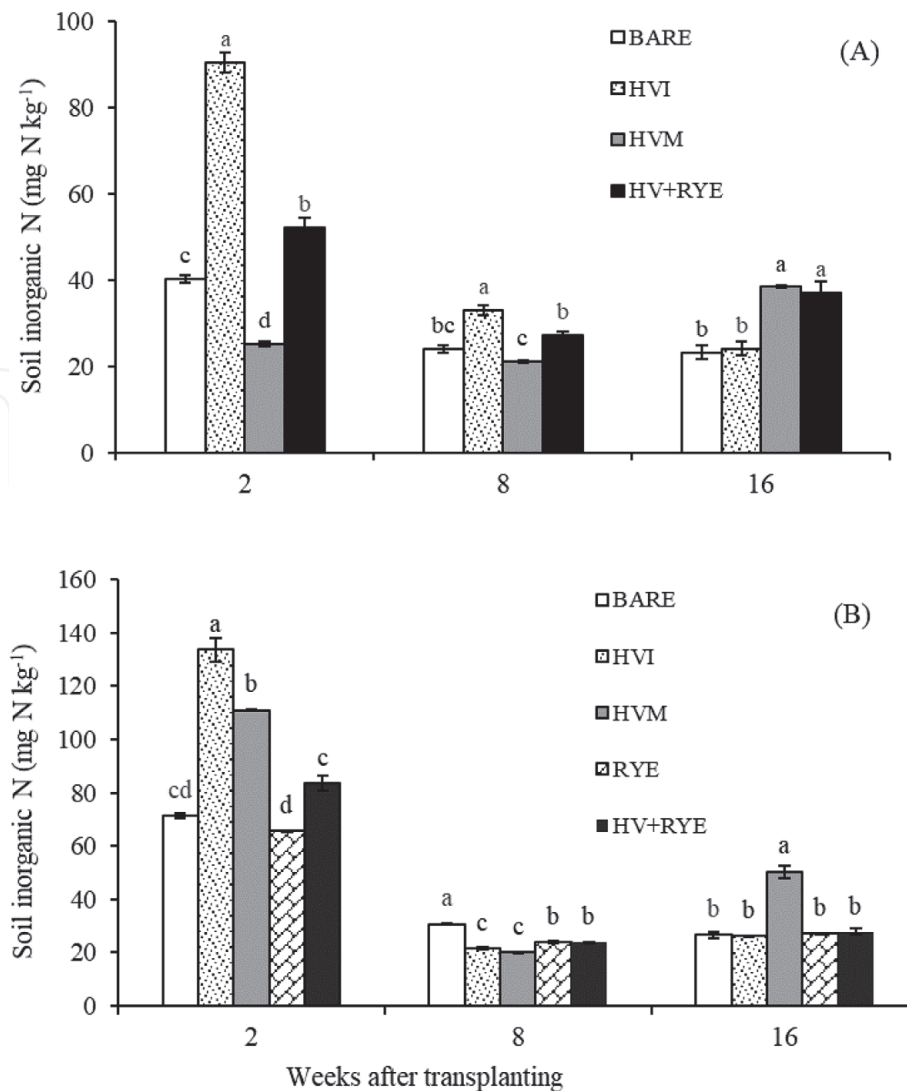 Soil inorganic N (mg N kg⁻¹)
100
80
60
40
20
0
(A)
BARE
HVI
HVM
HV+RYE
c
a
d
b
bc
a
c
b
b
b
a
a
2
8
16
Soil inorganic N (mg N kg⁻¹)
160
140
120
100
80
60
40
20
0
(B)
BARE
HVI
HVM
RYE
HV+RYE
cd
a
b
d
c
a
c
c
b
b
b
b
a
b
b
2
8
16
Weeks after transplanting